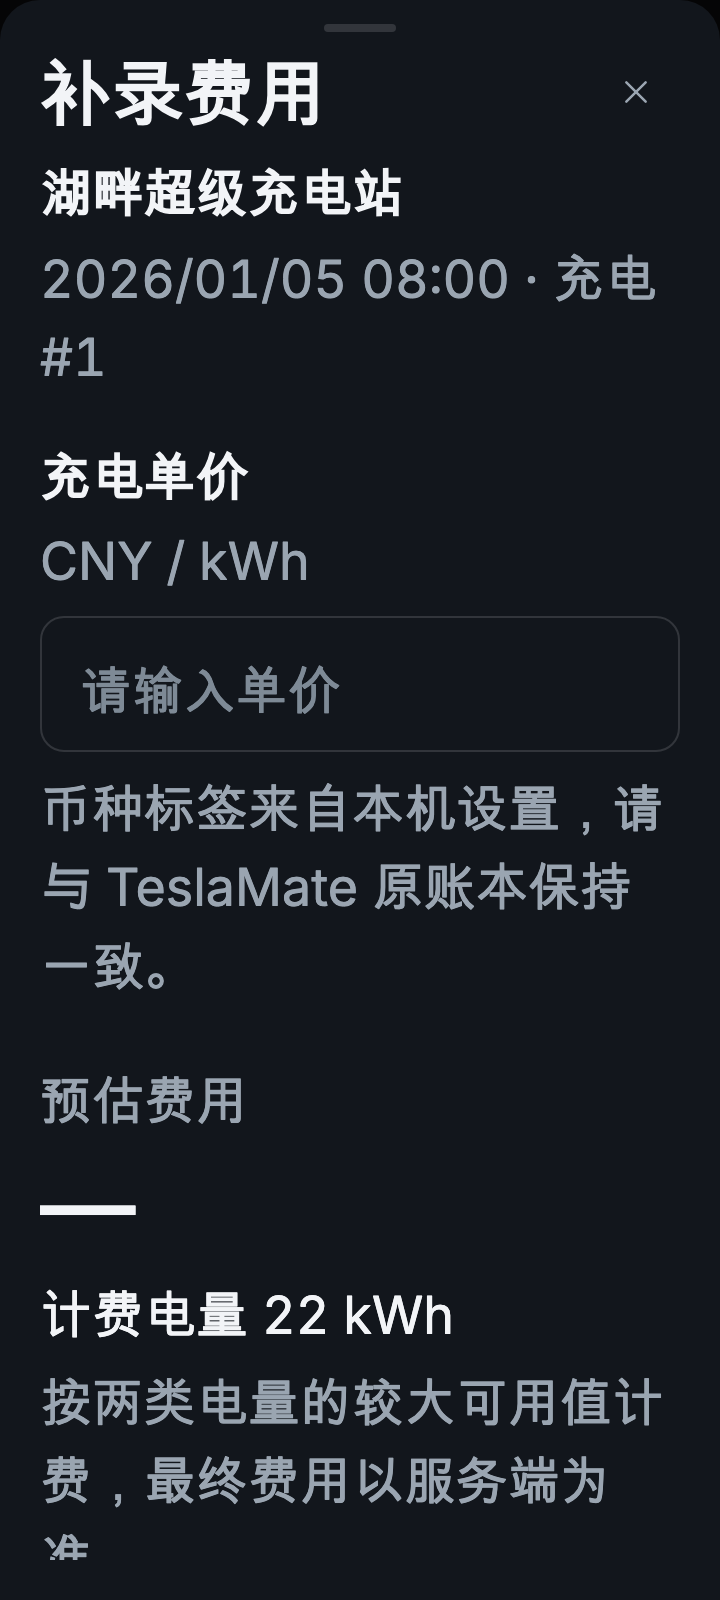 补录费用
湖畔超级充电站
2026/01/05 08:00 · 充电
#1
充电单价
CNY / kWh
请输入单价
币种标签来自本机设置，请
与 TeslaMate 原账本保持
一致。
预估费用
—
计费电量 22 kWh
按两类电量的较大可用值计
费，最终费用以服务端为
准